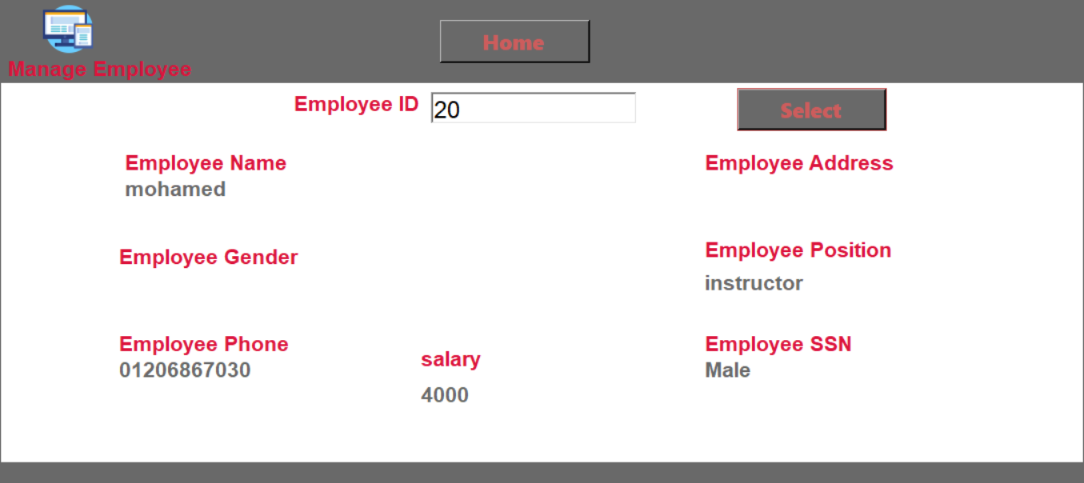 Home
Manage Employee
Employee ID 20
Select
Employee Name
mohamed
Employee Address
Employee Gender
Employee Position
instructor
Employee Phone
01206867030
salary
4000
Employee SSN
Male